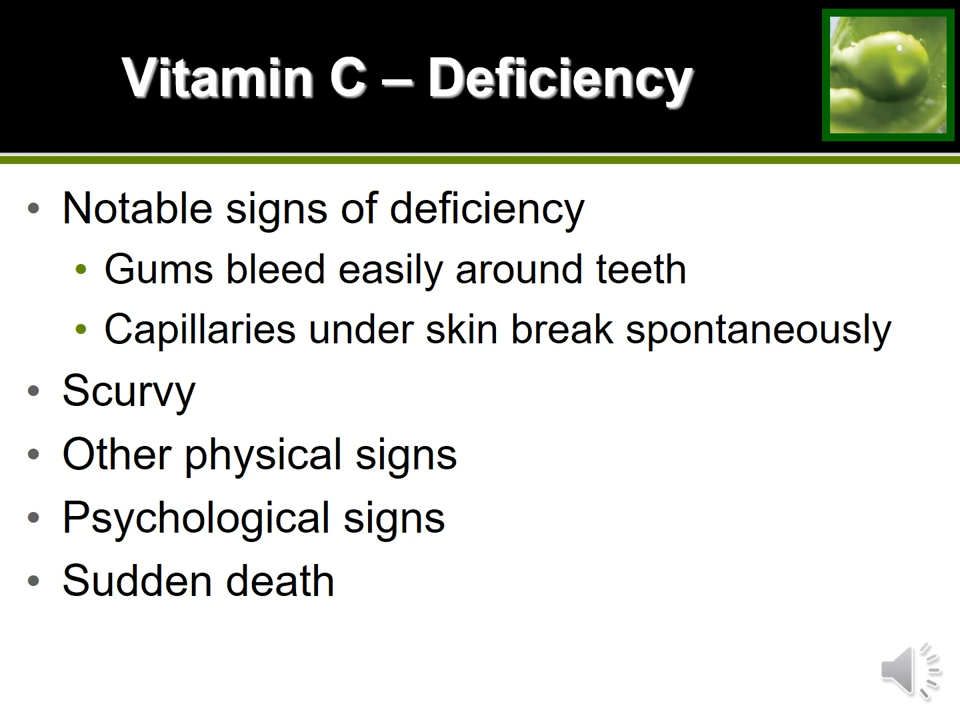 Vitamin C – Deficiency
• Notable signs of deficiency
• Gums bleed easily around teeth
• Capillaries under skin break spontaneously
• Scurvy
• Other physical signs
• Psychological signs
• Sudden death